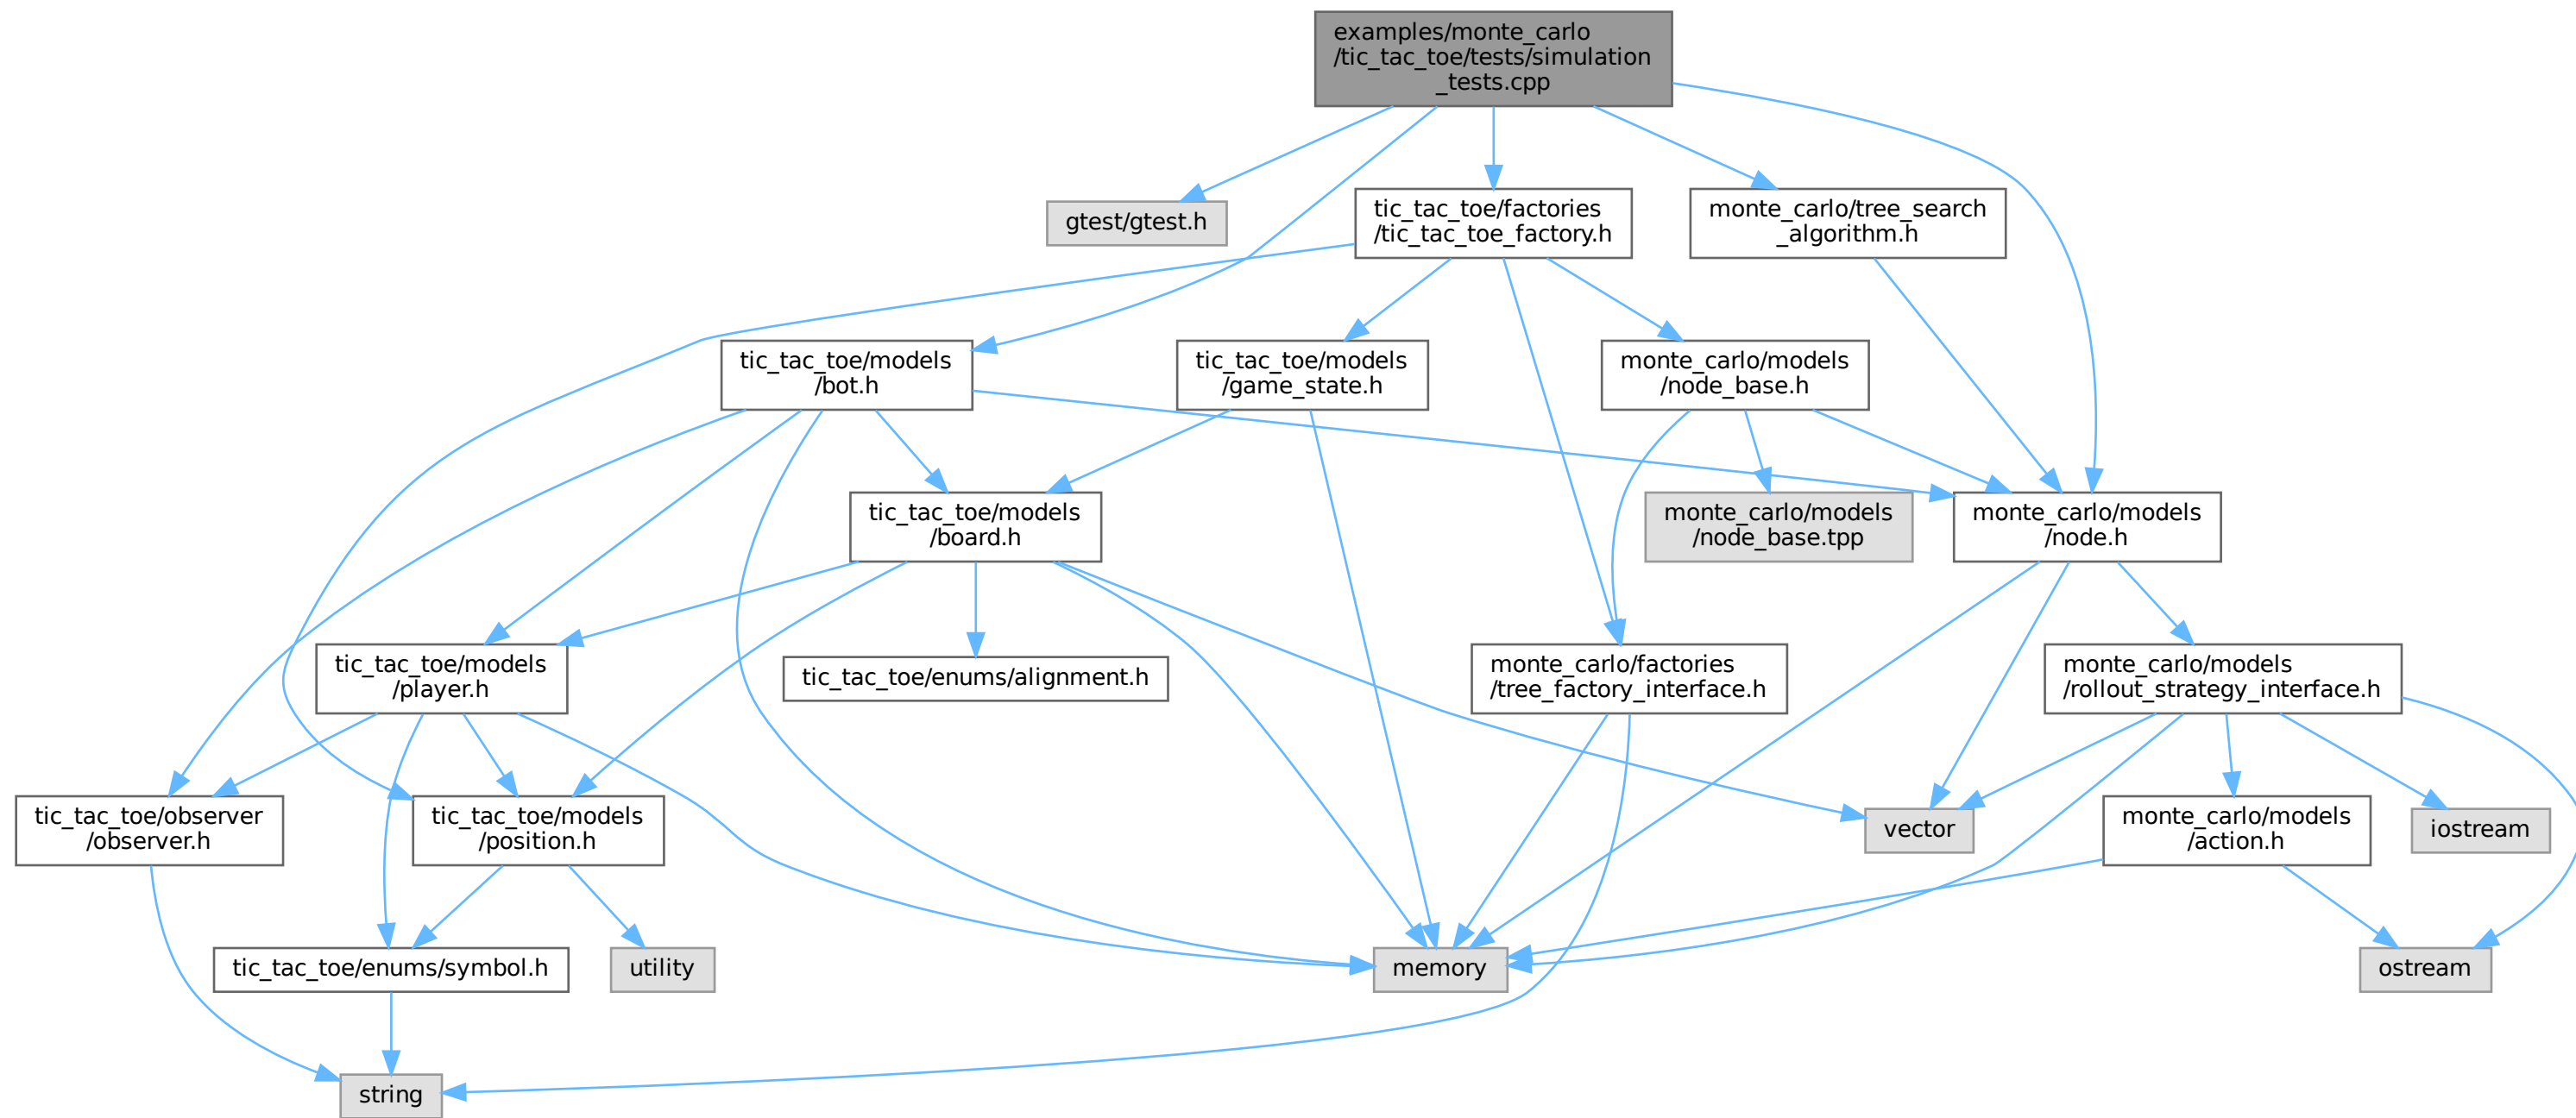 examples/monte_carlo
/tic_tac_toe/tests/simulation
_tests.cpp
gtest/gtest.h
tic_tac_toe/factories
/tic_tac_toe_factory.h
monte_carlo/tree_search
_algorithm.h
tic_tac_toe/models
/bot.h
tic_tac_toe/models
/game_state.h
monte_carlo/models
/node_base.h
tic_tac_toe/models
/board.h
monte_carlo/models
/node_base.tpp
monte_carlo/models
/node.h
tic_tac_toe/models
/player.h
tic_tac_toe/enums/alignment.h
monte_carlo/factories
/tree_factory_interface.h
monte_carlo/models
/rollout_strategy_interface.h
tic_tac_toe/observer
/observer.h
tic_tac_toe/models
/position.h
vector
monte_carlo/models
/action.h
iostream
tic_tac_toe/enums/symbol.h
utility
memory
ostream
string